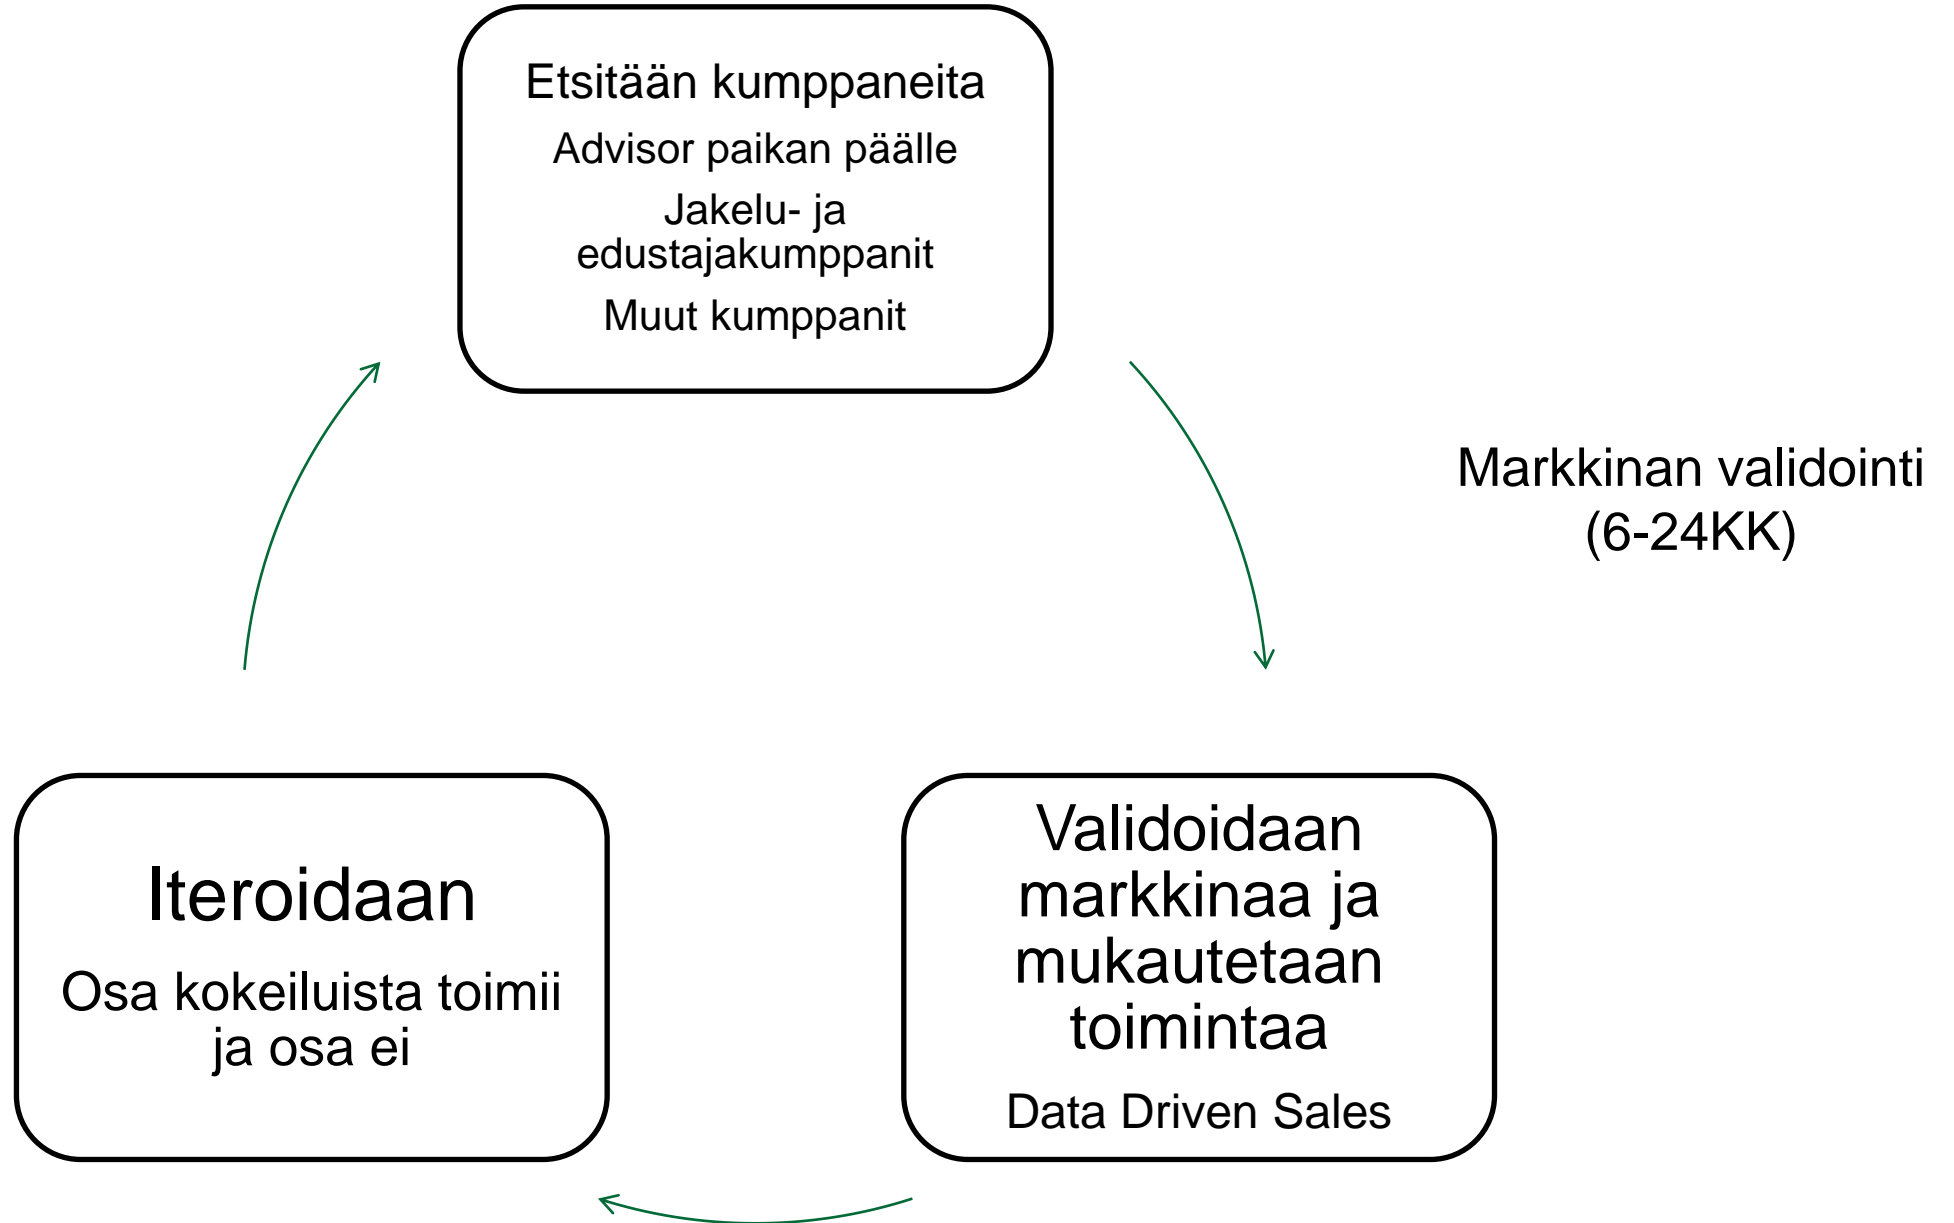 Etsitään kumppaneita
Advisor paikan päälle
Jakelu- ja
edustajakumppanit
Muut kumppanit
Markkinan validointi
(6-24KK)
Validoidaan
markkinaa ja
mukautetaan
toimintaa
Data Driven Sales
Iteroidaan
Osa kokeiluista toimii
ja osa ei